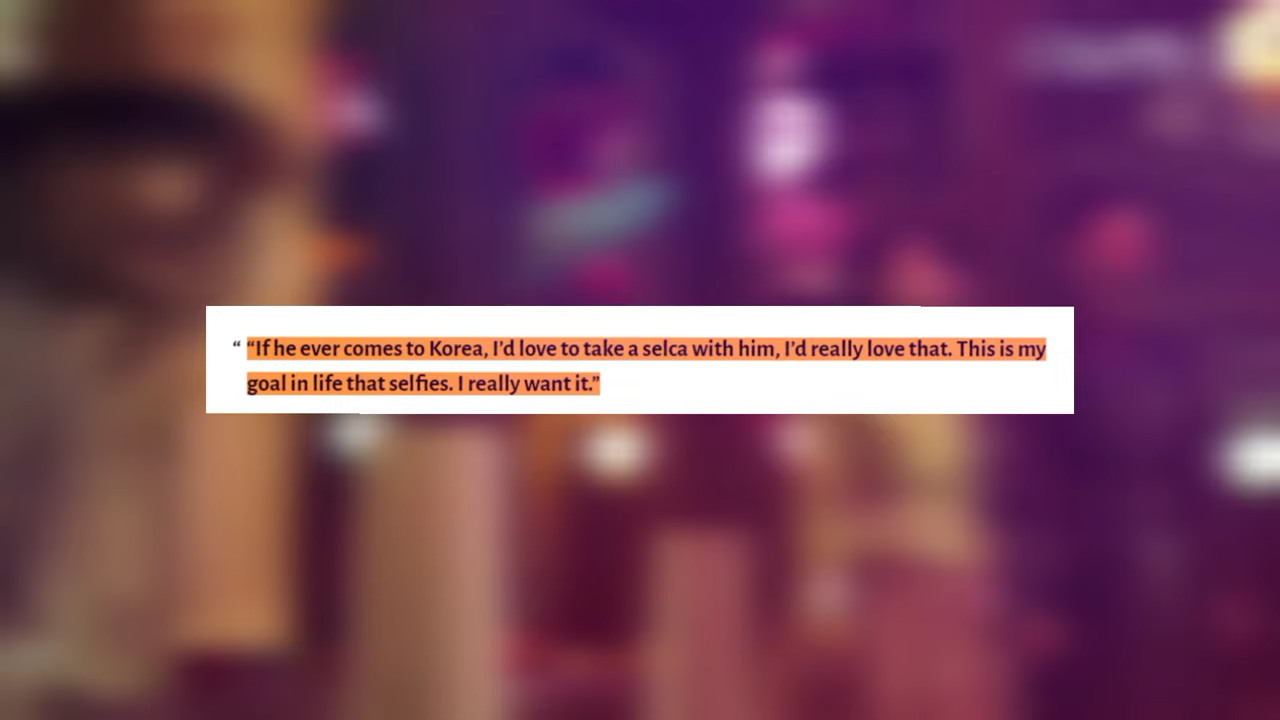 “ “If he ever comes to Korea, I’d love to take a selca with him, I’d really love that. This is my
goal in life that selfies. I really want it.”